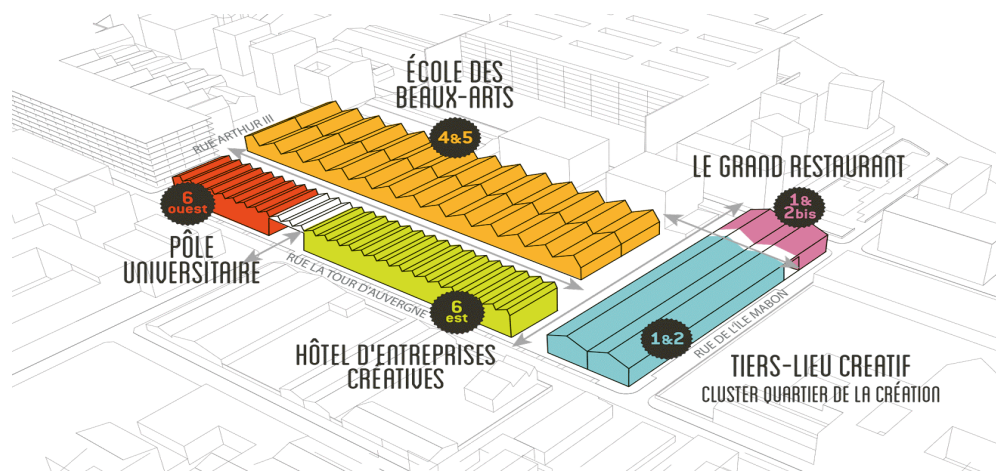 ÉCOLE DES
BEAUX-ARTS
4&5
RUE ARTHUR III
LE GRAND RESTAURANT
1&
2bis
6
ouest
PÔLE
UNIVERSITAIRE
RUE LA TOUR D'AUVERGNE
6
est
HÔTEL D'ENTREPRISES
CRÉATIVES
1&2
RUE DE L'ÎLE MABON
TIERS-LIEU CREATIF
CLUSTER QUARTIER DE LA CRÉATION